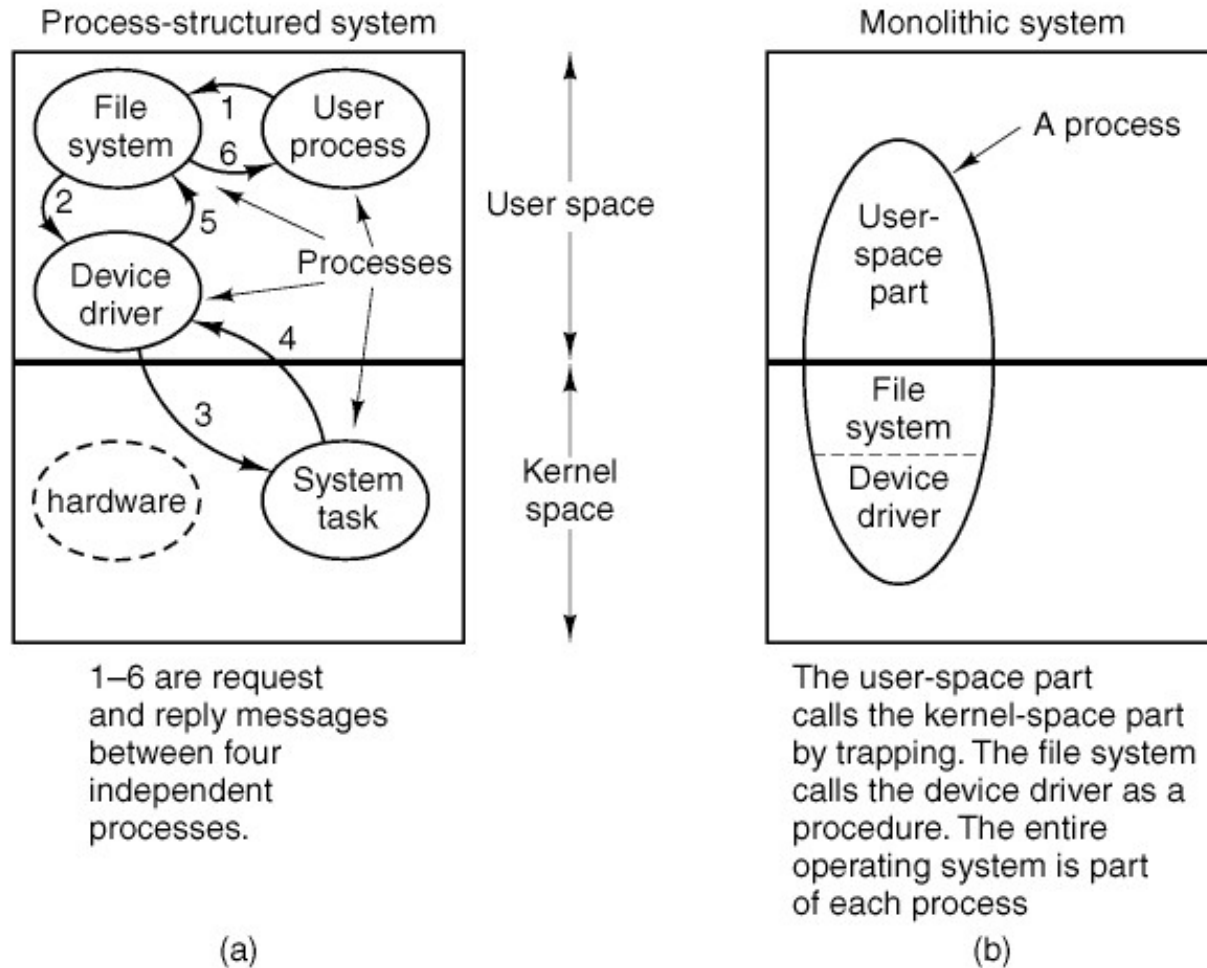 Process-structured system
Monolithic system
File
system
1
User
process
6
2
5
Device
driver
Processes
4
3
hardware
System
task
User space
Kernel
space
A process
User-
space
part
File
system
Device
driver
1–6 are request
and reply messages
between four
independent
processes.
The user-space part
calls the kernel-space part
by trapping. The file system
calls the device driver as a
procedure. The entire
operating system is part
of each process
(a)
(b)